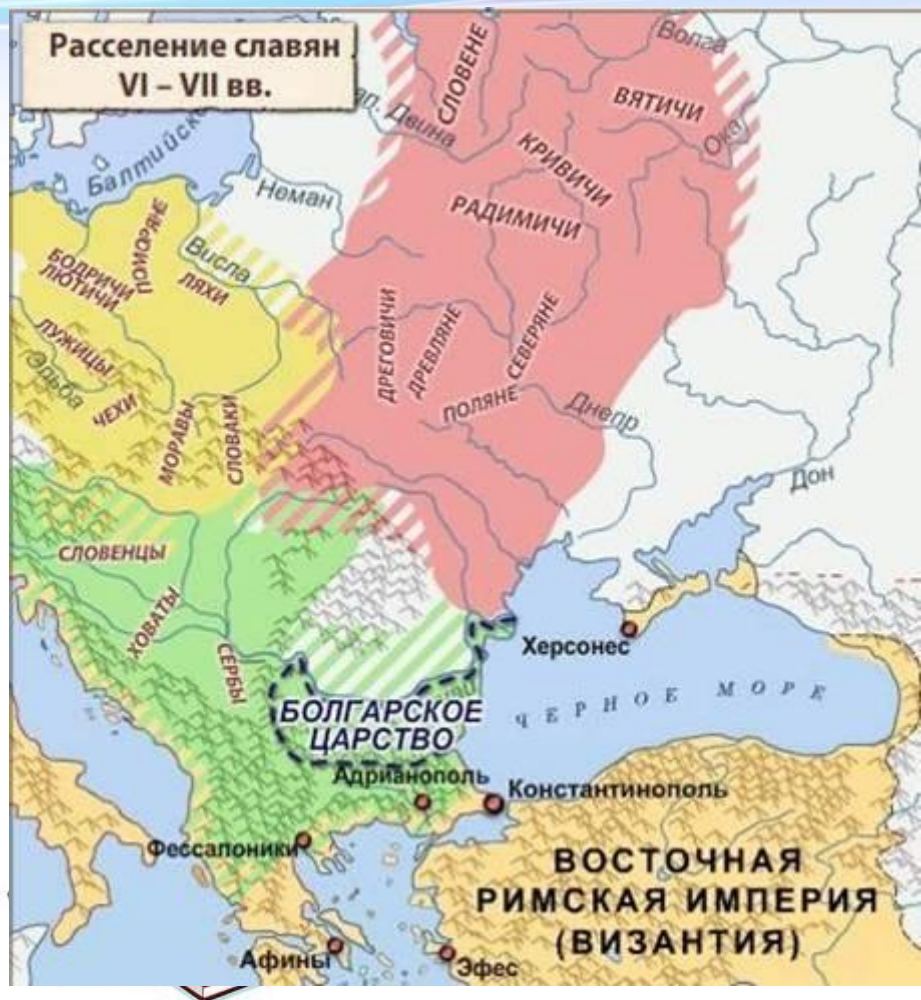 Расселение славян
VI – VII вв.
СЛОВЕНЕ
Волга
ВЯТИЧИ
Ока
ап. Двина
КРИВИЧИ
Балтийское
Неман
РАДИМИЧИ
ПОМОРЯНЕ
Висла
БОДРИЧИ
ЛЮТИЧИ
ЛЯХИ
ЛУЖИЦЫ
Эльба
ДРЕГОВИЧИ
ДРЕВЛЯНЕ
СЕВЕРЯНЕ
ЧЕХИ
МОРАВЫ
СЛОВАКИ
ПОЛЯНЕ
Днепр
Дон
СЛОВЕНЦЫ
ХОВАТЫ
СЕРБЫ
Херсонес
ЧЕРНОЕ МОРЕ
БОЛГАРСКОЕ
ЦАРСТВО
Адрианополь
Константинополь
Фессалоники
ВОСТОЧНАЯ
РИМСКАЯ ИМПЕРИЯ
(ВИЗАНТИЯ)
Афины
Эфес